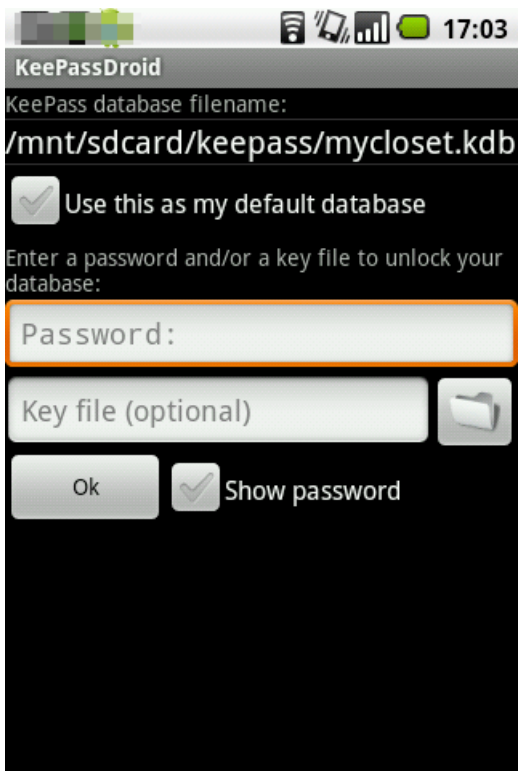 17:03
KeePassDroid
KeePass database filename:
/mnt/sdcard/keepass/mycloset.kdb
Use this as my default database
Enter a password and/or a key file to unlock your
database:
Password:
Key file (optional)
Ok
Show password